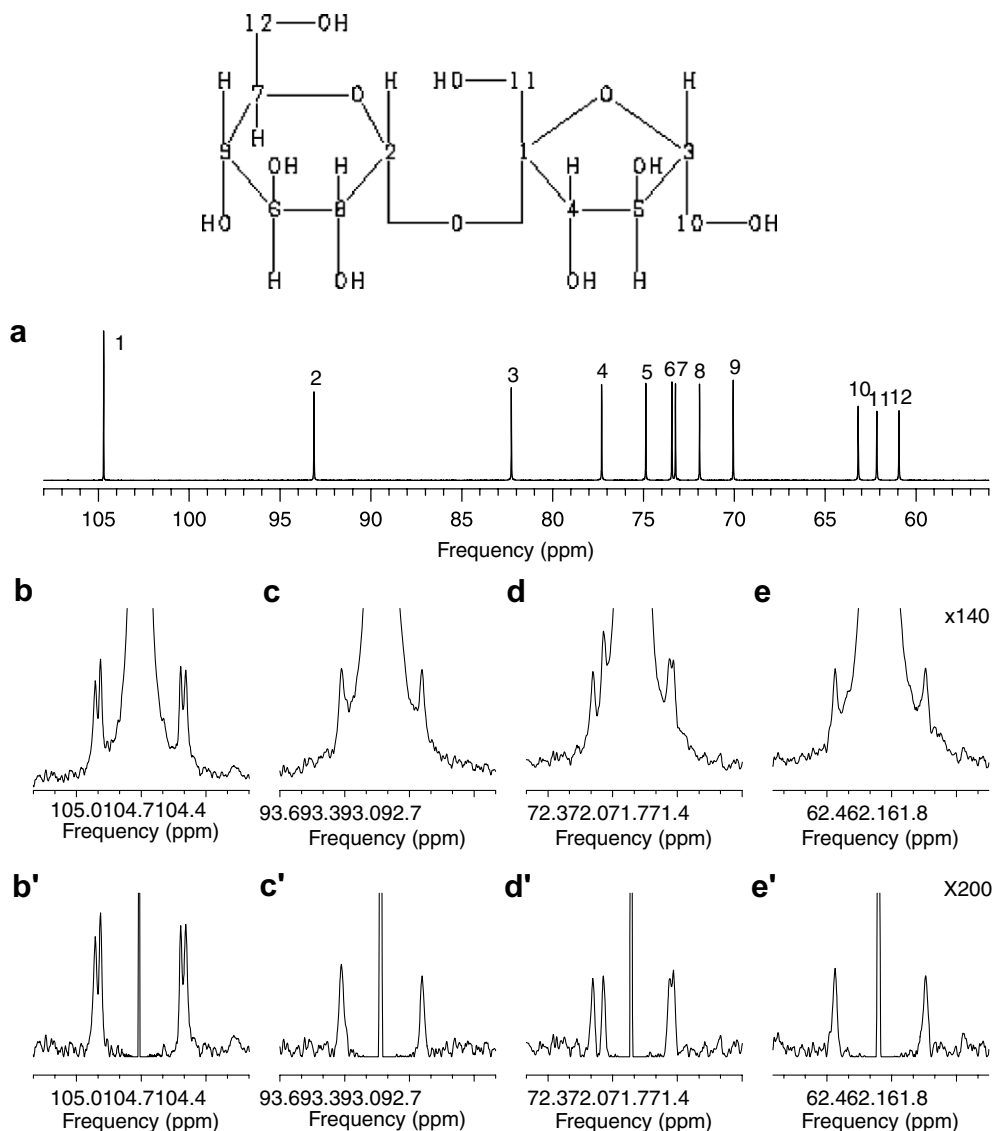 12 OH
H HO 11
7 O H O H
H
9 OH H 2 1 H OH 3
HO 6 8 O 4 5 10 OH
H OH OH H
a
1
2
3
4
5
67
8
9
10
11
12
105 100 95 90 85 80 75 70 65 60
Frequency (ppm)
b c d e x140
105.0104.7104.4 93.693.393.092.7 72.372.071.771.4 62.462.161.8
Frequency (ppm) Frequency (ppm) Frequency (ppm) Frequency (ppm)
b' c' d' e' X200
105.0104.7104.4 93.693.393.092.7 72.372.071.771.4 62.462.161.8
Frequency (ppm) Frequency (ppm) Frequency (ppm) Frequency (ppm)